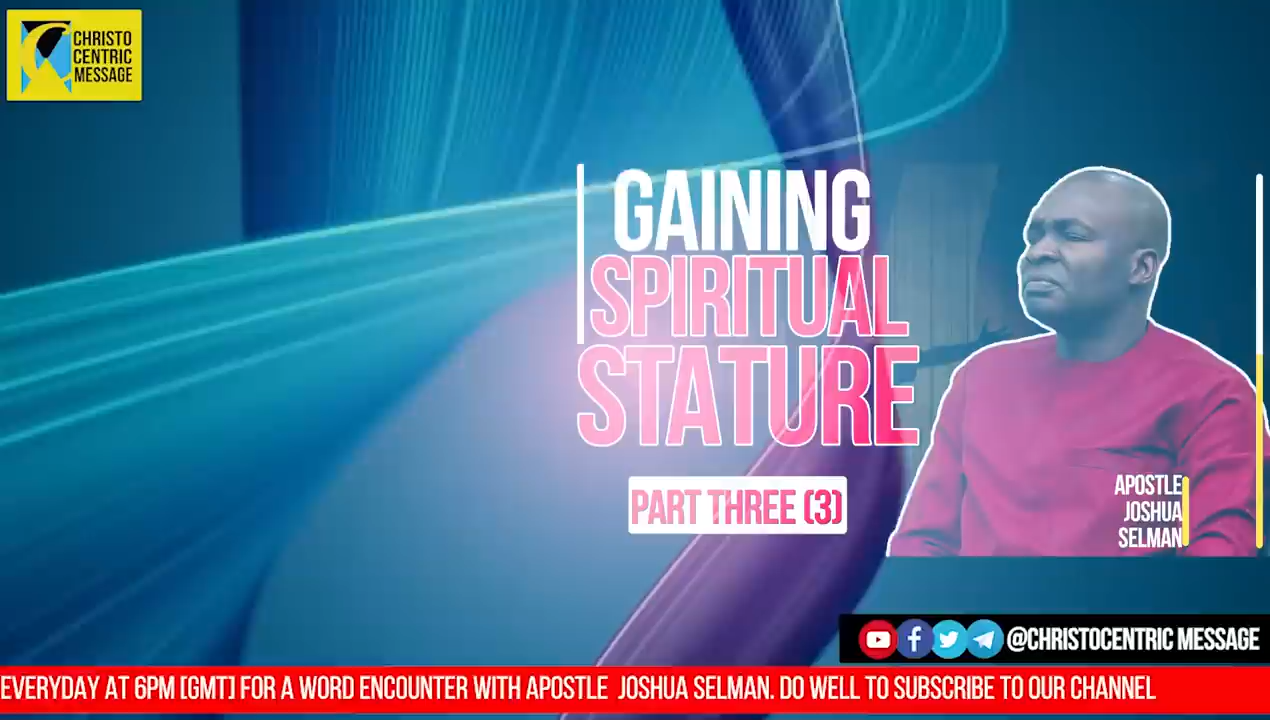 CHRISTO
CENTRIC
MESSAGE
GAINING
SPIRITUAL
STATURE
PART THREE (3)
APOSTLE
JOSHUA
SELMAN
@CHRISTOCENTRIC MESSAGE
EVERYDAY AT 6PM [GMT] FOR A WORD ENCOUNTER WITH APOSTLE JOSHUA SELMAN. DO WELL TO SUBSCRIBE TO OUR CHANNEL